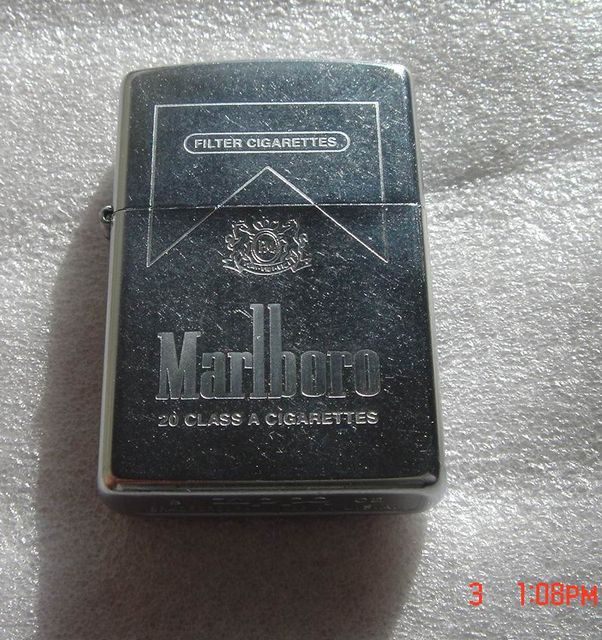 FILTER CIGARETTES
Marlboro
20 CLASS A CIGARETTES
3 1:08PM